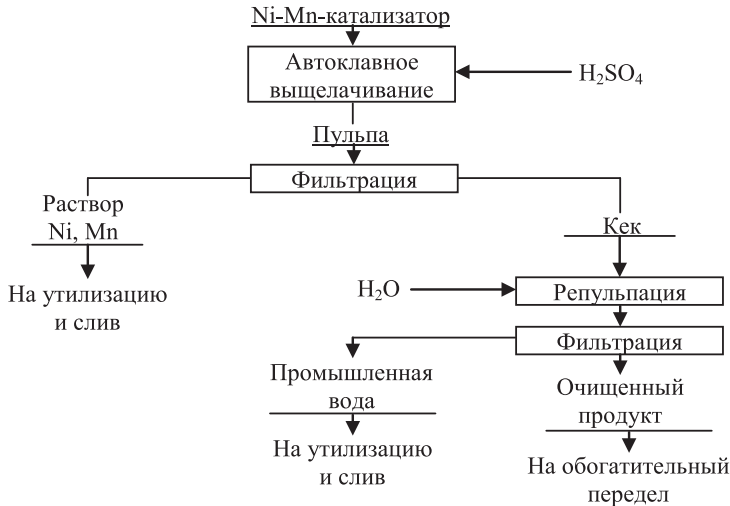 Ni-Mn-катализатор
Автоклавное
выщелачивание
H₂SO₄
Пульпа
Фильтрация
Раствор
Ni, Mn
На утилизацию
и слив
Кек
H₂O
Репульпация
Фильтрация
Промышленная
вода
На утилизацию
и слив
Очищенный
продукт
На обогатительный
передел